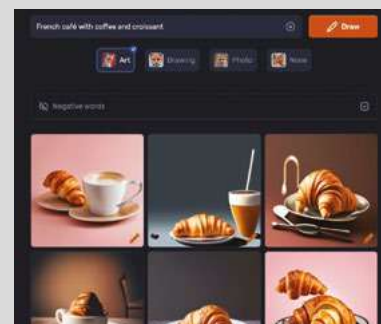 French café with coffee and croissant
Draw
Art
Drawing
Photo
None
Negative words